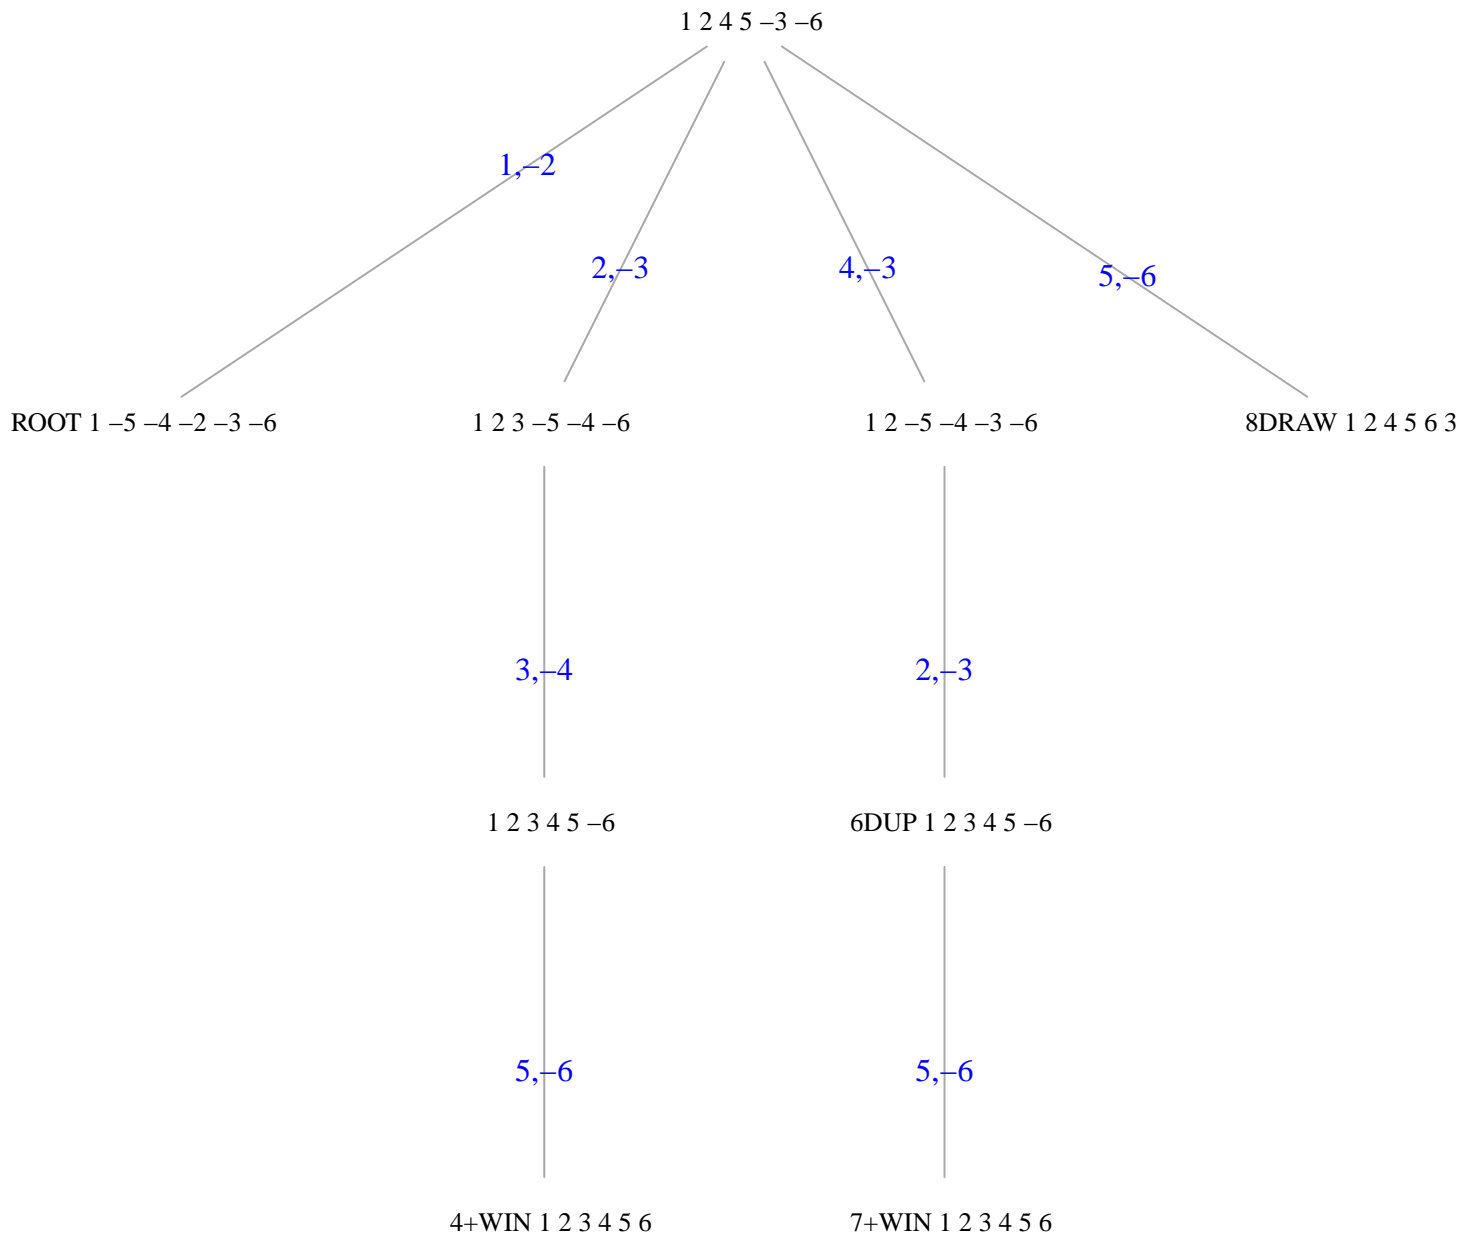 1 2 4 5 –3 –6
1,–2
2,–3
4,–3
5,–6
ROOT 1 –5 –4 –2 –3 –6
1 2 3 –5 –4 –6
1 2 –5 –4 –3 –6
8DRAW 1 2 4 5 6 3
3,–4
2,–3
1 2 3 4 5 –6
6DUP 1 2 3 4 5 –6
5,–6
5,–6
4+WIN 1 2 3 4 5 6
7+WIN 1 2 3 4 5 6